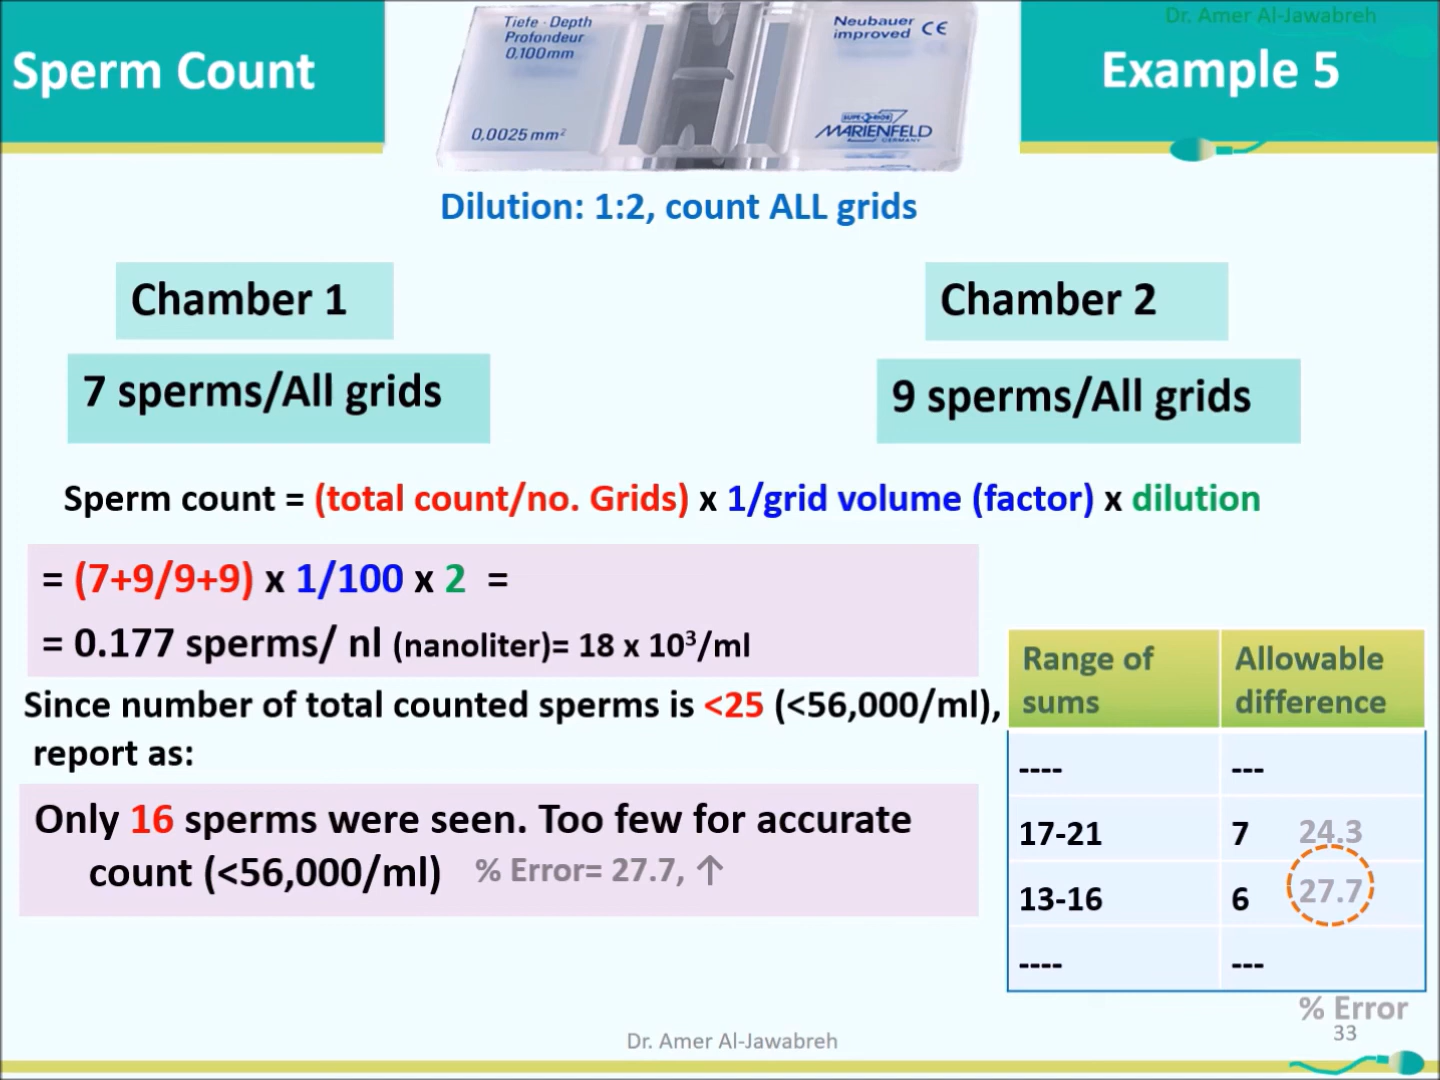 Dr. Amer Al-Jawabreh
Sperm Count
Tiefe · Depth
Profondeur
0.100mm
0,0025 mm²
Neubauer
improved CE
SUPERIOR
MARIENFELD
GERMANY
Example 5
Dilution: 1:2, count ALL grids
Chamber 1
Chamber 2
7 sperms/All grids
9 sperms/All grids
Sperm count = (total count/no. Grids) x 1/grid volume (factor) x dilution
= (7+9/9+9) x 1/100 x 2 =
= 0.177 sperms/ nl (nanoliter)= 18 x 10³/ml
Since number of total counted sperms is <25 (<56,000/ml),
report as:
Only 16 sperms were seen. Too few for accurate
count (<56,000/ml) % Error= 27.7, ↑
Range of sums Allowable difference
---- ---
17-21 7 24.3
13-16 6 27.7
---- ---
% Error
Dr. Amer Al-Jawabreh
33